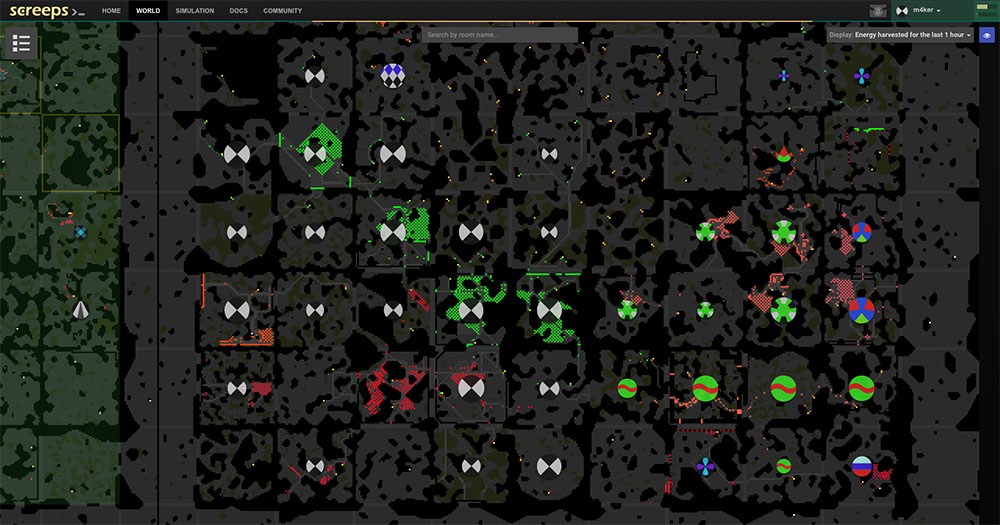 screeps >_ HOME WORLD SIMULATION DOCS COMMUNITY m4ker
Search by room name... Display: Energy harvested for the last 1 hour